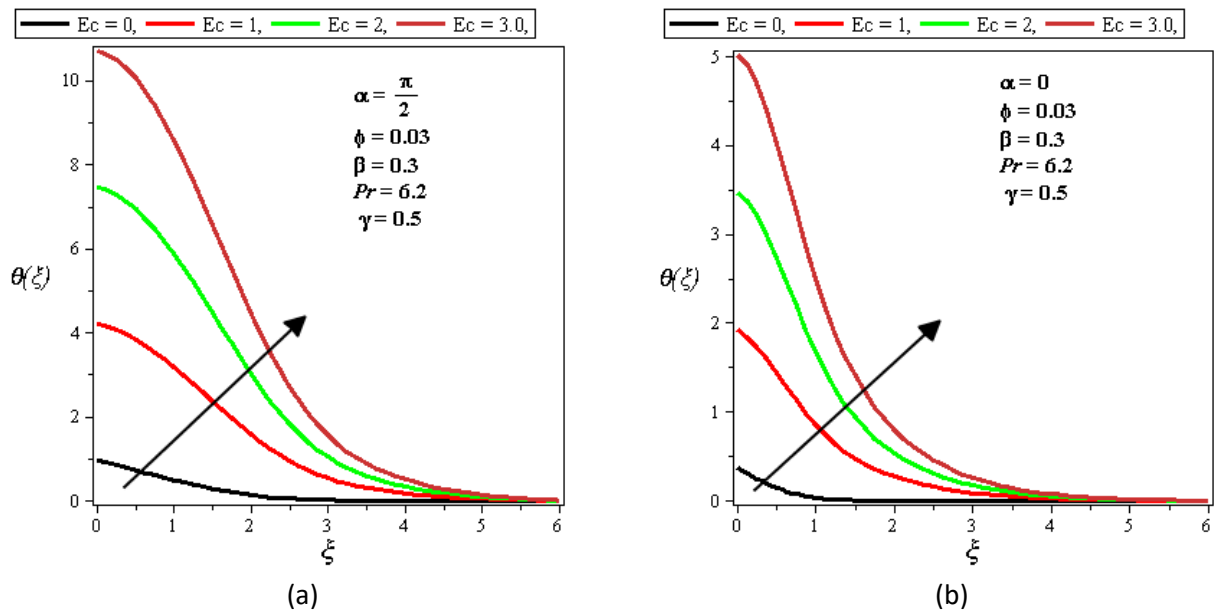 Ec = 0, Ec = 1, Ec = 2, Ec = 3.0,
α = π/2
ϕ = 0.03
β = 0.3
Pr = 6.2
γ = 0.5
θ(ξ)
10
8
6
4
2
0
0 1 2 3 4 5 6
ξ
(a)
Ec = 0, Ec = 1, Ec = 2, Ec = 3.0,
α = 0
ϕ = 0.03
β = 0.3
Pr = 6.2
γ = 0.5
θ(ξ)
5
4
3
2
1
0
0 1 2 3 4 5 6
ξ
(b)